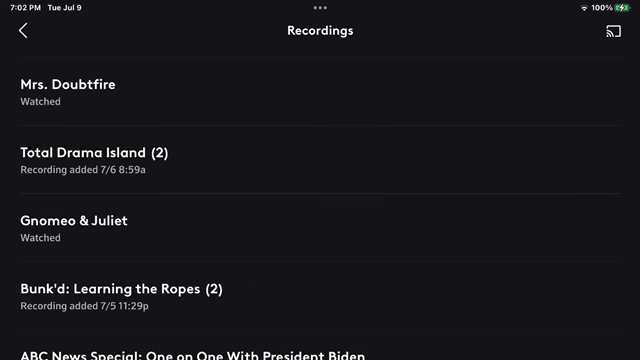 7:02 PM Tue Jul 9
100%
Recordings
Mrs. Doubtfire
Watched
Total Drama Island (2)
Recording added 7/6 8:59a
Gnomeo & Juliet
Watched
Bunk'd: Learning the Ropes (2)
Recording added 7/5 11:29p
ABC News Special: One on One With President Biden